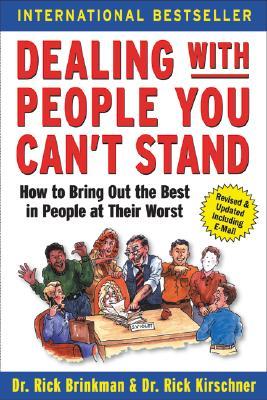 INTERNATIONAL BESTSELLER
DEALING WITH
PEOPLE YOU
CAN'T STAND
How to Bring Out the Best
in People at Their Worst
Revised &
Updated
Including
E-Mail
Dr. Rick Brinkman & Dr. Rick Kirschner